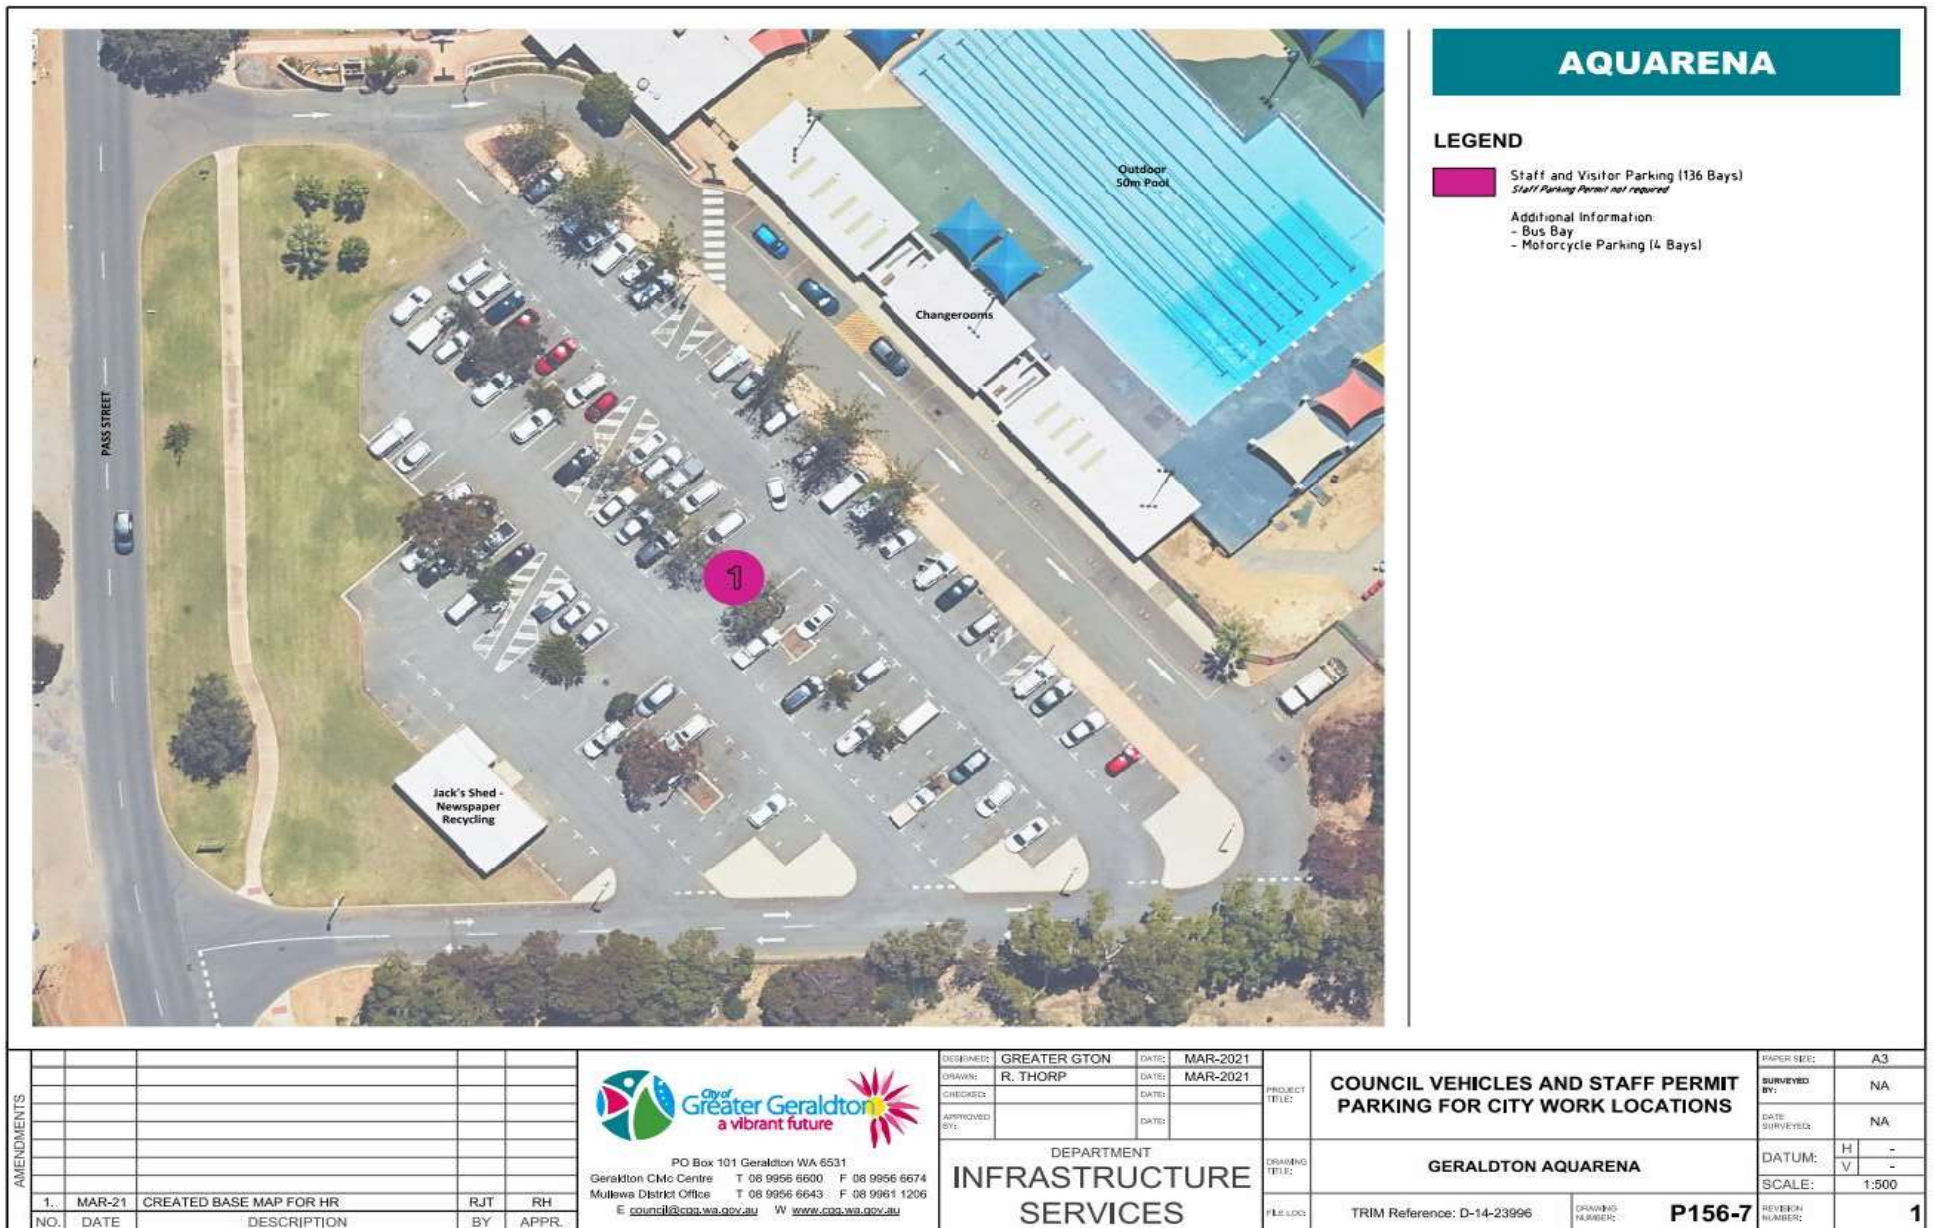 AQUARENA
LEGEND
Staff and Visitor Parking (136 Bays)
Staff Parking Permit not required
Additional Information:
- Bus Bay
- Motorcycle Parking (4 Bays)
Outdoor
50m Pool
Changerooms
PASS STREET
1
Jack's Shed -
Newspaper
Recycling
AMENDMENTS
1. MAR-21 CREATED BASE MAP FOR HR RJT RH
NO. DATE DESCRIPTION BY APPR.
City of
Greater Geraldton
a vibrant future
PO Box 101 Geraldton WA 6531
Geraldton Civic Centre T 08 9956 6600 F 08 9956 6674
Mullewa District Office T 08 9956 6643 F 08 9961 1206
E council@cgg.wa.gov.au W www.cgg.wa.gov.au
DESIGNED: GREATER GTON DATE: MAR-2021
DRAWN: R. THORP DATE: MAR-2021
CHECKED: DATE:
APPROVED BY: DATE:
DEPARTMENT
INFRASTRUCTURE
SERVICES
PROJECT TITLE:
COUNCIL VEHICLES AND STAFF PERMIT
PARKING FOR CITY WORK LOCATIONS
DRAWING TITLE: GERALDTON AQUARENA
FILE LOC: TRIM Reference: D-14-23996 DRAWING NUMBER: P156-7
PAPER SIZE: A3
SURVEYED BY: NA
DATE SURVEYED: NA
DATUM: H -
V -
SCALE: 1:500
REVISION NUMBER: 1